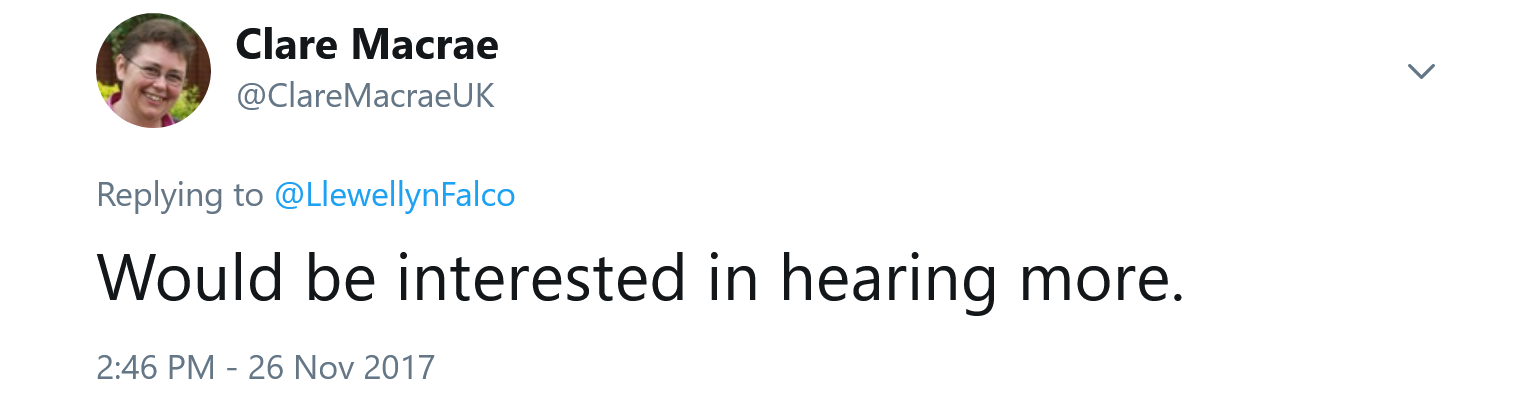 Clare Macrae
@ClareMacraeUK
Replying to @LlewellynFalco
Would be interested in hearing more.
2:46 PM - 26 Nov 2017